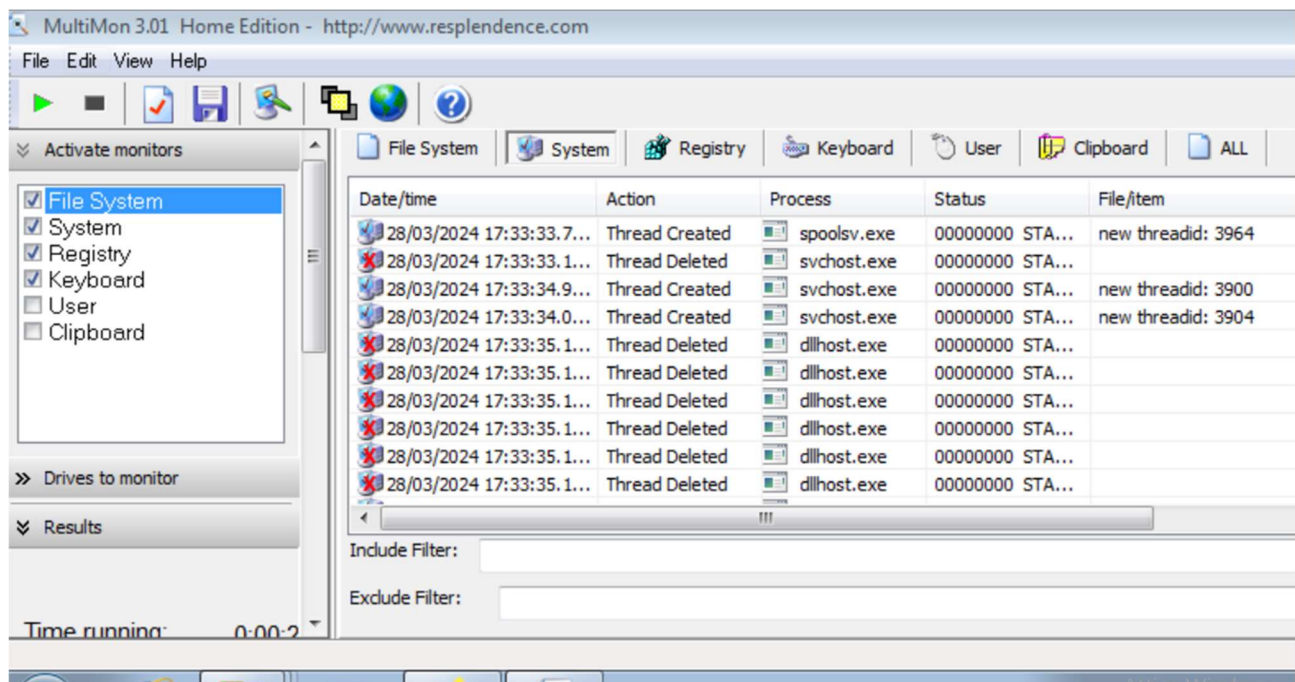 MultiMon 3.01 Home Edition - http://www.resplendence.com
File Edit View Help
Activate monitors
File System
System
Registry
Keyboard
User
Clipboard
Drives to monitor
Results
Time running: 0:00:2
File System System Registry Keyboard User Clipboard ALL
Date/time Action Process Status File/item
28/03/2024 17:33:33.7... Thread Created spoolsv.exe 00000000 STA... new threadid: 3964
28/03/2024 17:33:33.1... Thread Deleted svchost.exe 00000000 STA...
28/03/2024 17:33:34.9... Thread Created svchost.exe 00000000 STA... new threadid: 3900
28/03/2024 17:33:34.0... Thread Created svchost.exe 00000000 STA... new threadid: 3904
28/03/2024 17:33:35.1... Thread Deleted dllhost.exe 00000000 STA...
28/03/2024 17:33:35.1... Thread Deleted dllhost.exe 00000000 STA...
28/03/2024 17:33:35.1... Thread Deleted dllhost.exe 00000000 STA...
28/03/2024 17:33:35.1... Thread Deleted dllhost.exe 00000000 STA...
28/03/2024 17:33:35.1... Thread Deleted dllhost.exe 00000000 STA...
28/03/2024 17:33:35.1... Thread Deleted dllhost.exe 00000000 STA...
Include Filter:
Exclude Filter: